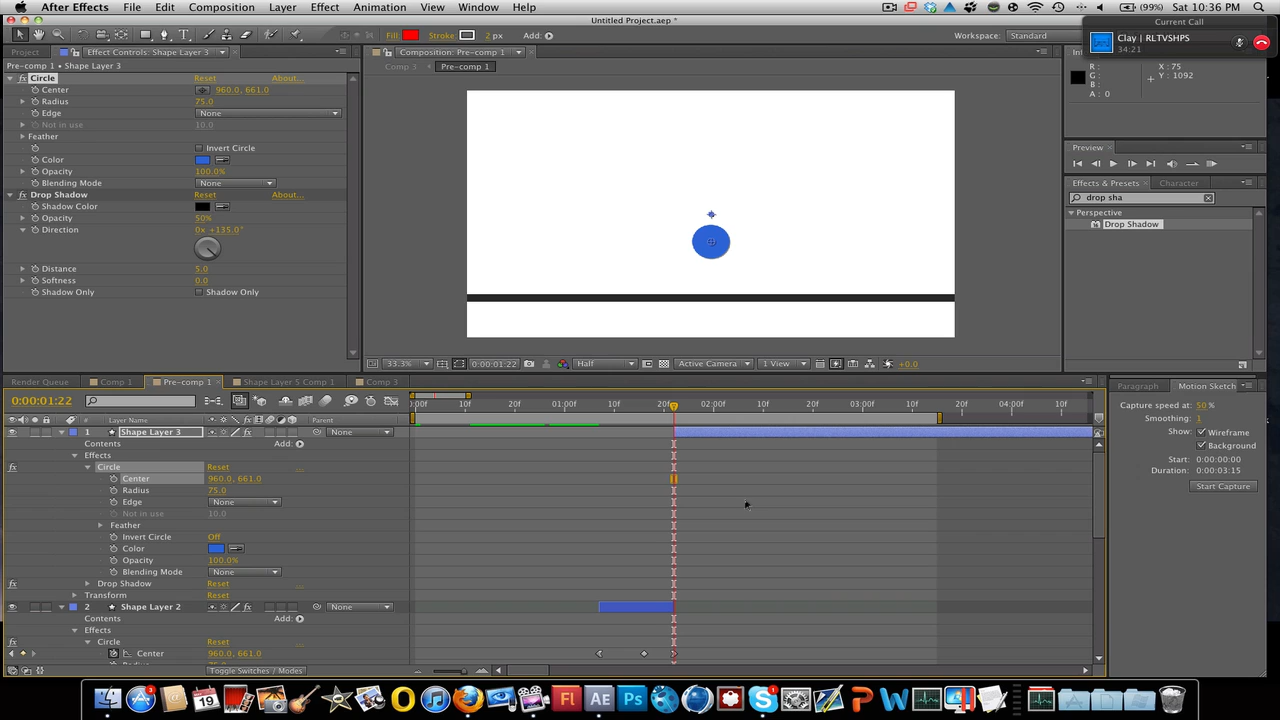 After Effects File Edit Composition Layer Effect Animation View Window Help
(99%) Sat 10:36 PM
Untitled Project.aep *
Current Call
Clay | RLTVSHPS
34:21
Fill: Stroke: 2 px Add:
Workspace: Standard
Project Effect Controls: Shape Layer 3
Composition: Pre-comp 1
Pre-comp 1 • Shape Layer 3
Comp 3 Pre-comp 1
fx Circle Reset About...
Center 960.0, 661.0
Radius 75.0
Edge None
Not in use 10.0
Feather
Invert Circle
Color
Opacity 100.0%
Blending Mode None
fx Drop Shadow Reset About...
Shadow Color
Opacity 50%
Direction 0x +135.0°
Distance 5.0
Softness 0.0
Shadow Only Shadow Only
R : X : 75
G : Y : 1092
B :
A : 0
Preview
Effects & Presets Character
drop sha
Perspective
Drop Shadow
33.3% 0:00:01:22 Half Active Camera 1 View +0.0
Render Queue Comp 1 Pre-comp 1 Shape Layer 5 Comp 1 Comp 3
0:00:01:22
Layer Name Parent
:00f 10f 20f 01:00f 10f 20f 02:00f 10f 20f 03:00f 10f 20f 04:00f 10f
1 Shape Layer 3 None
Contents Add:
Effects
fx Circle Reset
Center 960.0, 661.0
Radius 75.0
Edge None
Not in use 10.0
Feather
Invert Circle Off
Color
Opacity 100.0%
Blending Mode None
fx Drop Shadow Reset
Transform Reset
2 Shape Layer 2 None
Contents Add:
Effects
fx Circle Reset
Center 960.0, 661.0
Toggle Switches / Modes
Paragraph Motion Sketch
Capture speed at: 50 %
Smoothing: 1
Show: Wireframe
Background
Start: 0:00:00:00
Duration: 0:00:03:15
Start Capture